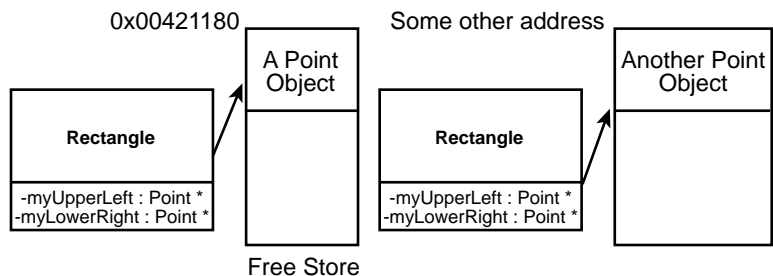 0x00421180
A Point
Object
Rectangle
-myUpperLeft : Point *
-myLowerRight : Point *
Free Store
Some other address
Another Point
Object
Rectangle
-myUpperLeft : Point *
-myLowerRight : Point *